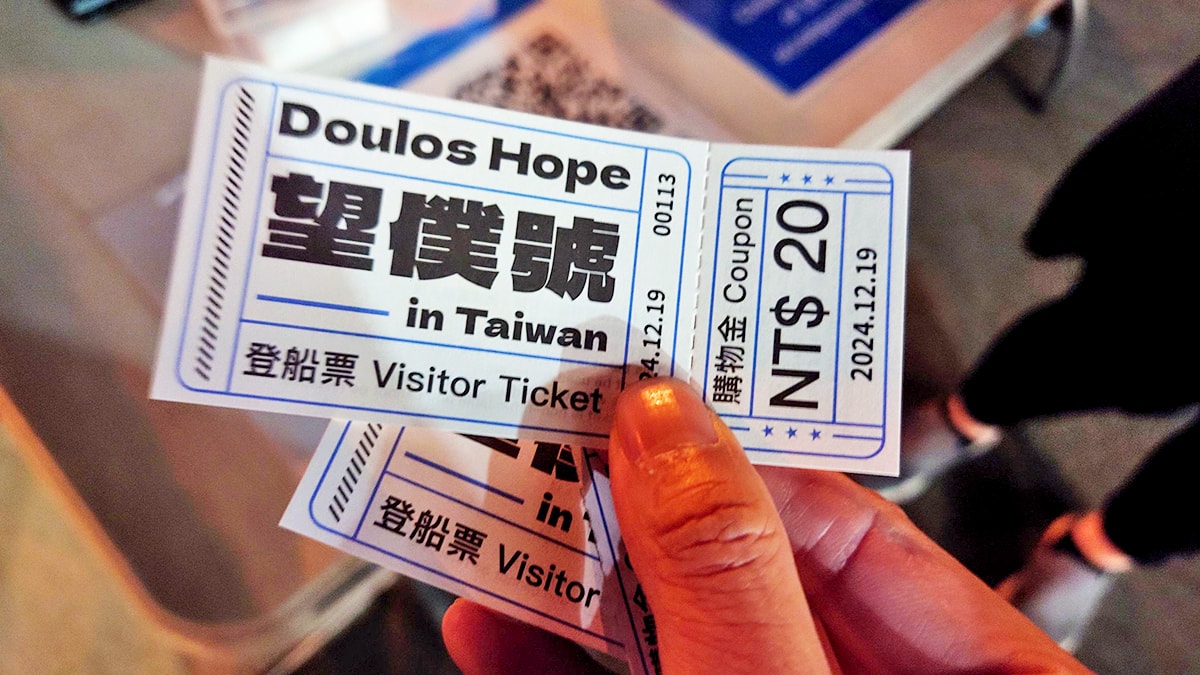 Doulos Hope
望僕號
in Taiwan
登船票 Visitor Ticket
00113
24.12.19
購物金 Coupon
NT$ 20
2024.12.19
in
登船票 Visitor